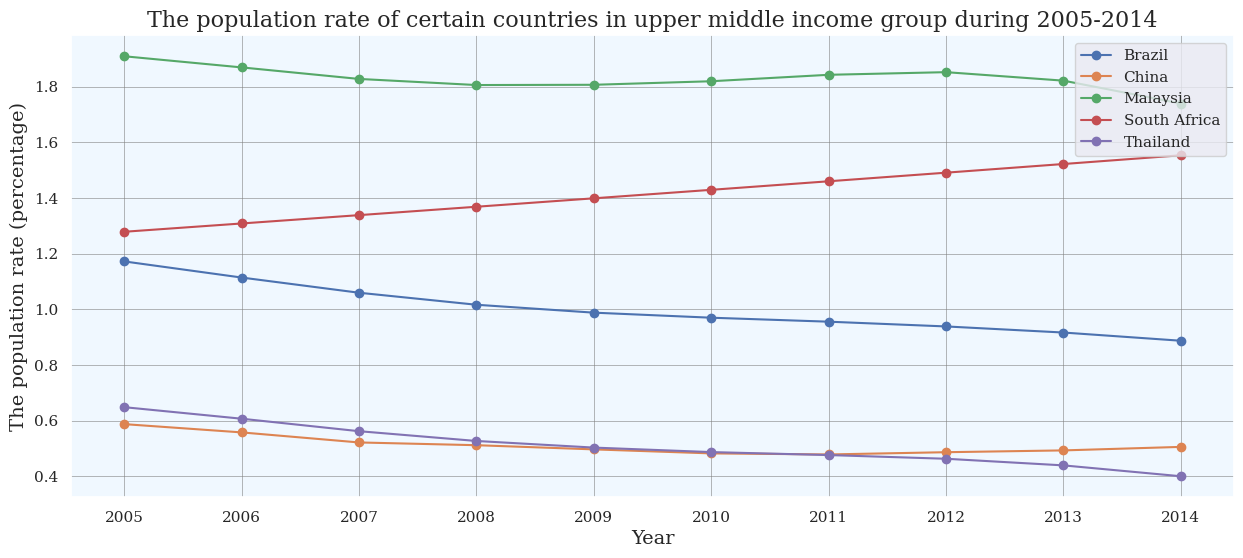 The population rate of certain countries in upper middle income group during 2005-2014
Brazil
China
Malaysia
South Africa
Thailand
The population rate (percentage)
1.8
1.6
1.4
1.2
1.0
0.8
0.6
0.4
2005 2006 2007 2008 2009 2010 2011 2012 2013 2014
Year